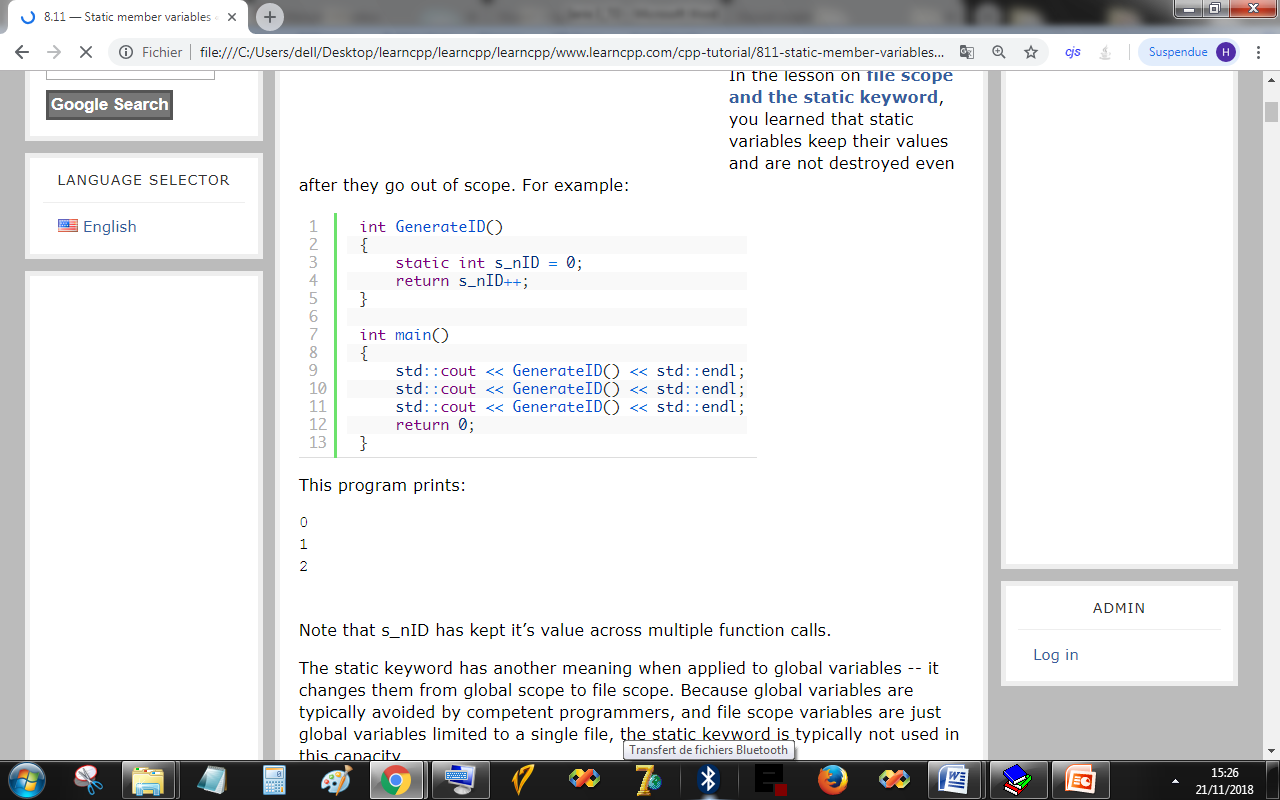 8.11 — Static member variables
Fichier
file:///C:/Users/dell/Desktop/learncpp/learncpp/learncpp/www.learncpp.com/cpp-tutorial/811-static-member-variables...
cjs
Suspendue
H
Google Search
LANGUAGE SELECTOR
English
In the lesson on file scope
and the static keyword,
you learned that static
variables keep their values
and are not destroyed even
after they go out of scope. For example:
1 int GenerateID()
2 {
3 static int s_nID = 0;
4 return s_nID++;
5 }
6
7 int main()
8 {
9 std::cout << GenerateID() << std::endl;
10 std::cout << GenerateID() << std::endl;
11 std::cout << GenerateID() << std::endl;
12 return 0;
13 }
This program prints:
0
1
2
Note that s_nID has kept it’s value across multiple function calls.
The static keyword has another meaning when applied to global variables -- it
changes them from global scope to file scope. Because global variables are
typically avoided by competent programmers, and file scope variables are just
global variables limited to a single file, the static keyword is typically not used in
this capacity
ADMIN
Log in
Transfert de fichiers Bluetooth
15:26
21/11/2018